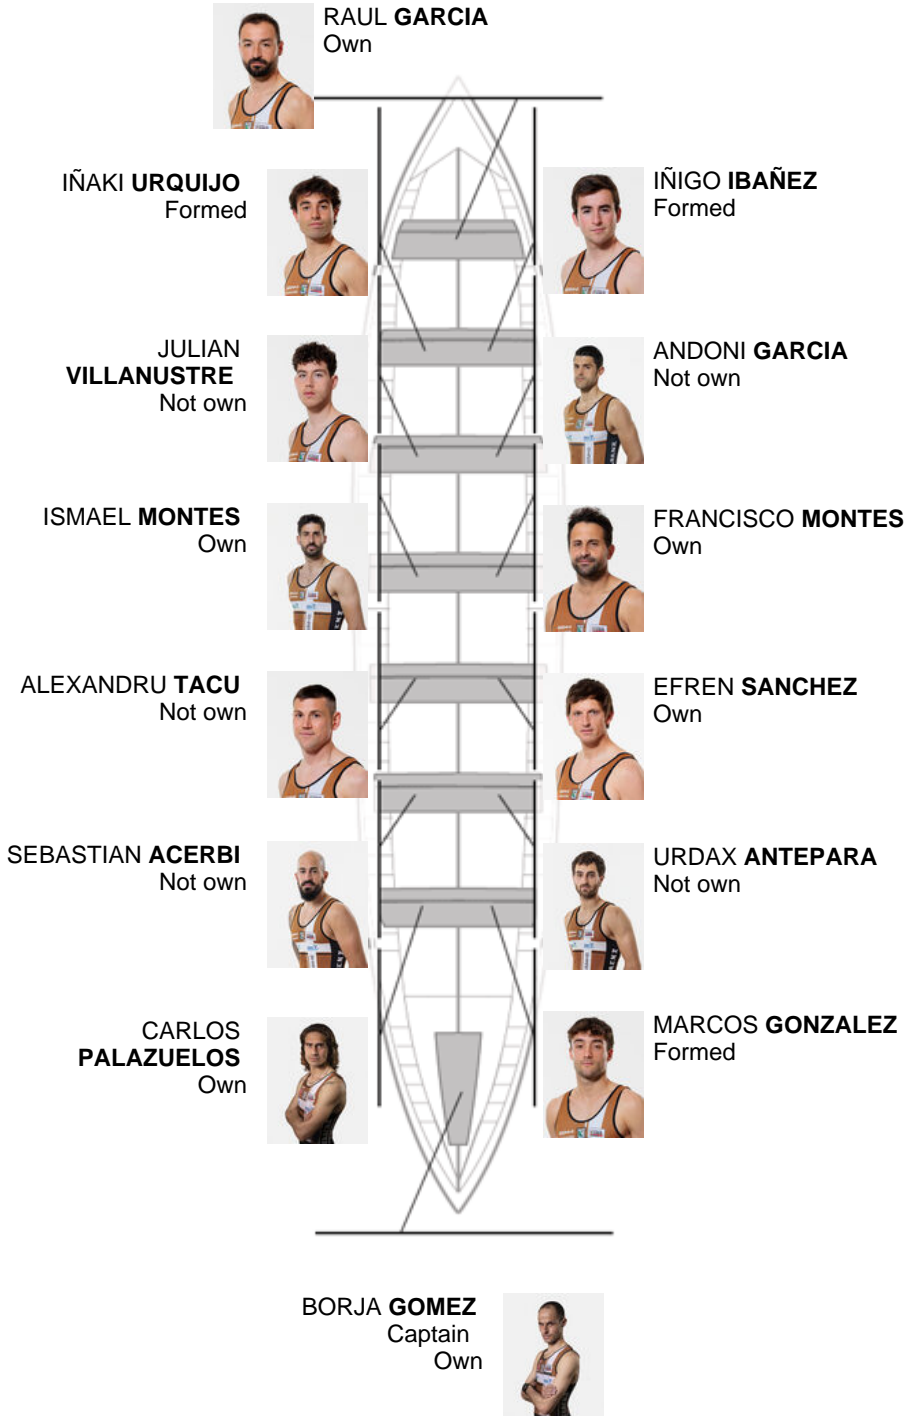 RAUL GARCIA
Own
IÑAKI URQUIJO
Formed
IÑIGO IBAÑEZ
Formed
JULIAN
VILLANUSTRE
Not own
ANDONI GARCIA
Not own
ISMAEL MONTES
Own
FRANCISCO MONTES
Own
ALEXANDRU TACU
Not own
EFREN SANCHEZ
Own
SEBASTIAN ACERBI
Not own
URDAX ANTEPARA
Not own
CARLOS
PALAZUELOS
Own
MARCOS GONZALEZ
Formed
BORJA GOMEZ
Captain
Own